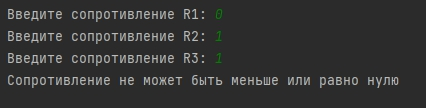 Введите сопротивление R1: 0
Введите сопротивление R2: 1
Введите сопротивление R3: 1
Сопротивление не может быть меньше или равно нулю